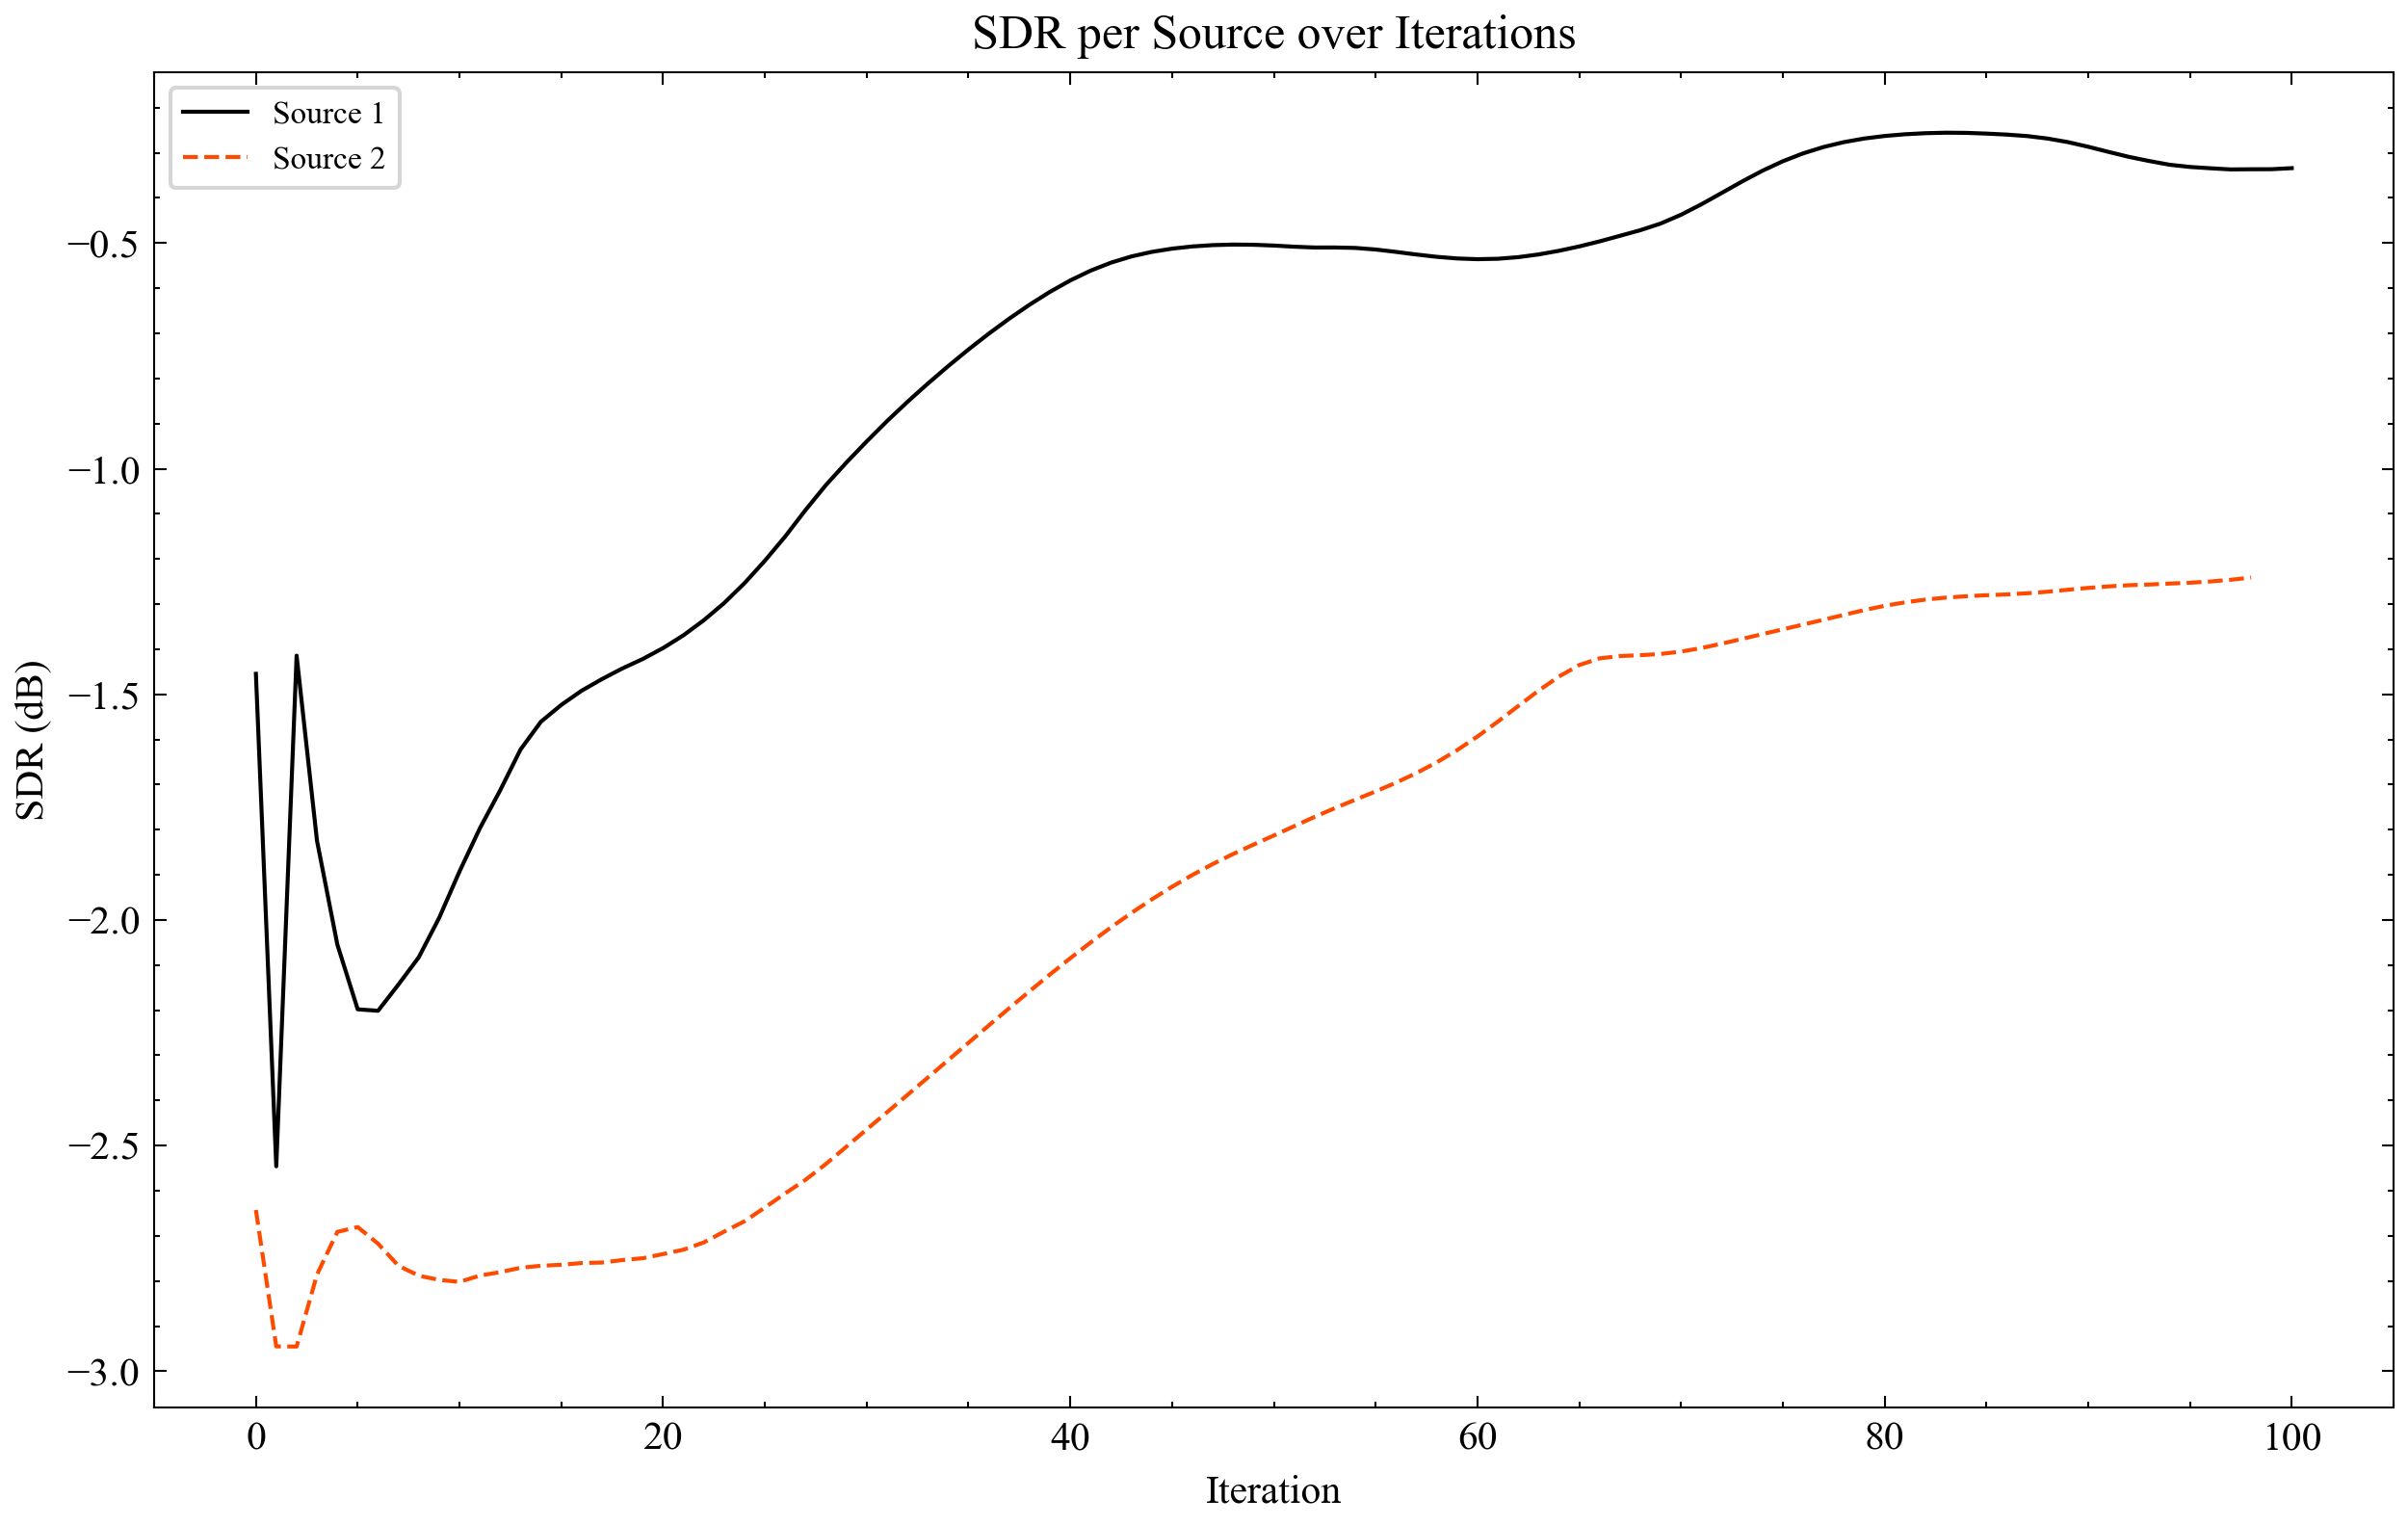 SDR per Source over Iterations
Source 1
Source 2
−0.5
−1.0
−1.5
−2.0
−2.5
−3.0
SDR (dB)
0 20 40 60 80 100
Iteration